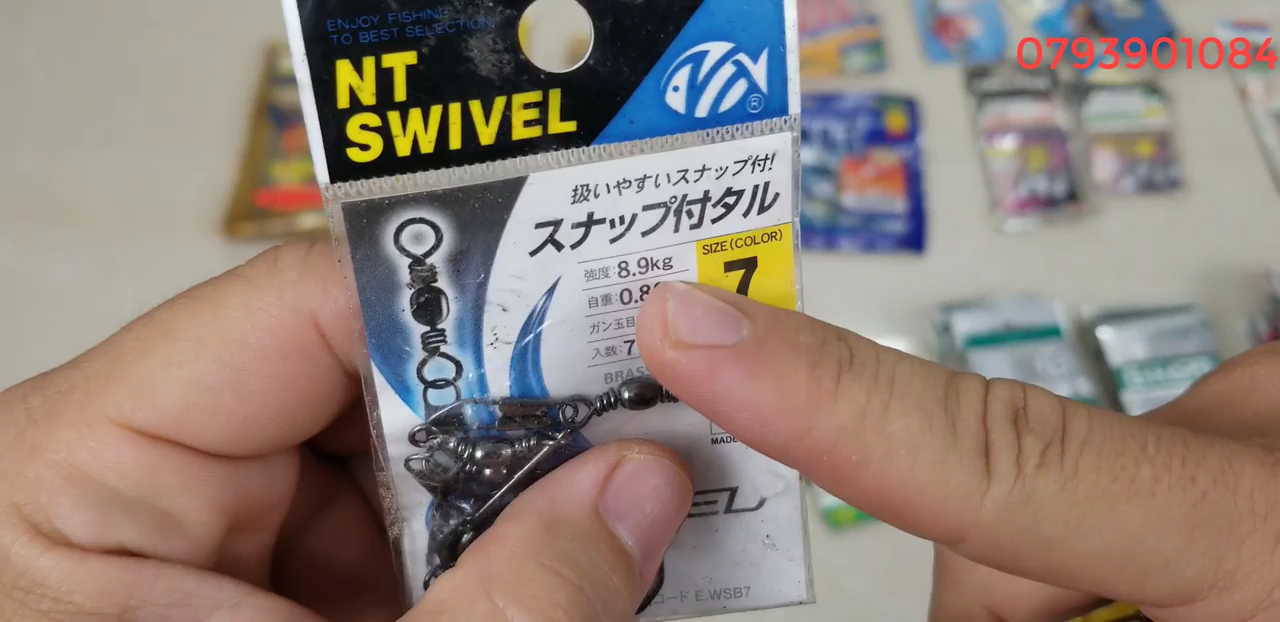 ENJOY FISHING
TO BEST SELECTION
NT
SWIVEL
®
0793901084
扱いやすいスナップ付!
スナップ付タル
SIZE(COLOR)
7
強度:8.9kg
自重:0.8
ガン玉目
入数:7
BRAS
MADE
コード E.WSB7